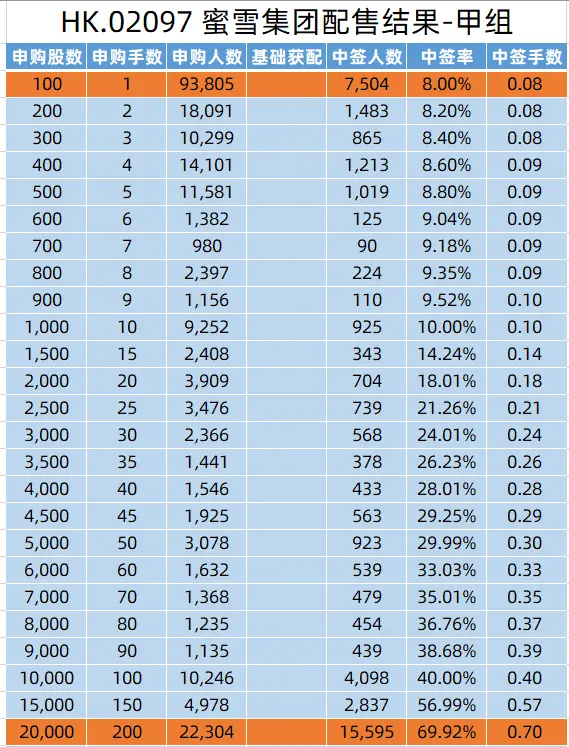 HK.02097 蜜雪集团配售结果-甲组
申购股数 申购手数 申购人数 基础获配 中签人数 中签率 中签手数
100 1 93,805 7,504 8.00% 0.08
200 2 18,091 1,483 8.20% 0.08
300 3 10,299 865 8.40% 0.08
400 4 14,101 1,213 8.60% 0.09
500 5 11,581 1,019 8.80% 0.09
600 6 1,382 125 9.04% 0.09
700 7 980 90 9.18% 0.09
800 8 2,397 224 9.35% 0.09
900 9 1,156 110 9.52% 0.10
1,000 10 9,252 925 10.00% 0.10
1,500 15 2,408 343 14.24% 0.14
2,000 20 3,909 704 18.01% 0.18
2,500 25 3,476 739 21.26% 0.21
3,000 30 2,366 568 24.01% 0.24
3,500 35 1,441 378 26.23% 0.26
4,000 40 1,546 433 28.01% 0.28
4,500 45 1,925 563 29.25% 0.29
5,000 50 3,078 923 29.99% 0.30
6,000 60 1,632 539 33.03% 0.33
7,000 70 1,368 479 35.01% 0.35
8,000 80 1,235 454 36.76% 0.37
9,000 90 1,135 439 38.68% 0.39
10,000 100 10,246 4,098 40.00% 0.40
15,000 150 4,978 2,837 56.99% 0.57
20,000 200 22,304 15,595 69.92% 0.70